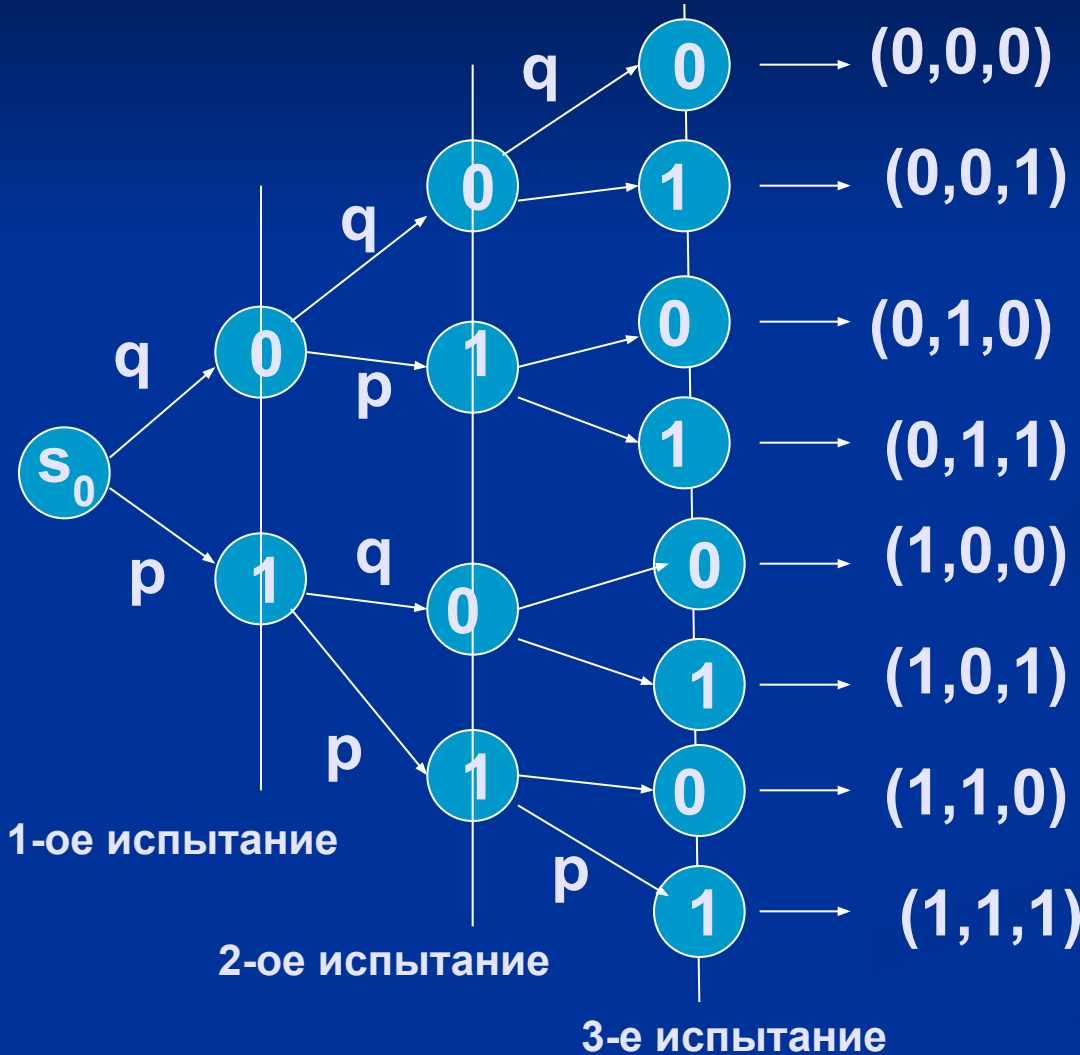 q 0 (0,0,0)
0 1 (0,0,1)
q
0 (0,1,0)
q 0 1
p
1 (0,1,1)
s0
q 0 (1,0,0)
p 1 0
1 (1,0,1)
p 1 0 (1,1,0)
1-ое испытание
p 1 (1,1,1)
2-ое испытание
3-е испытание